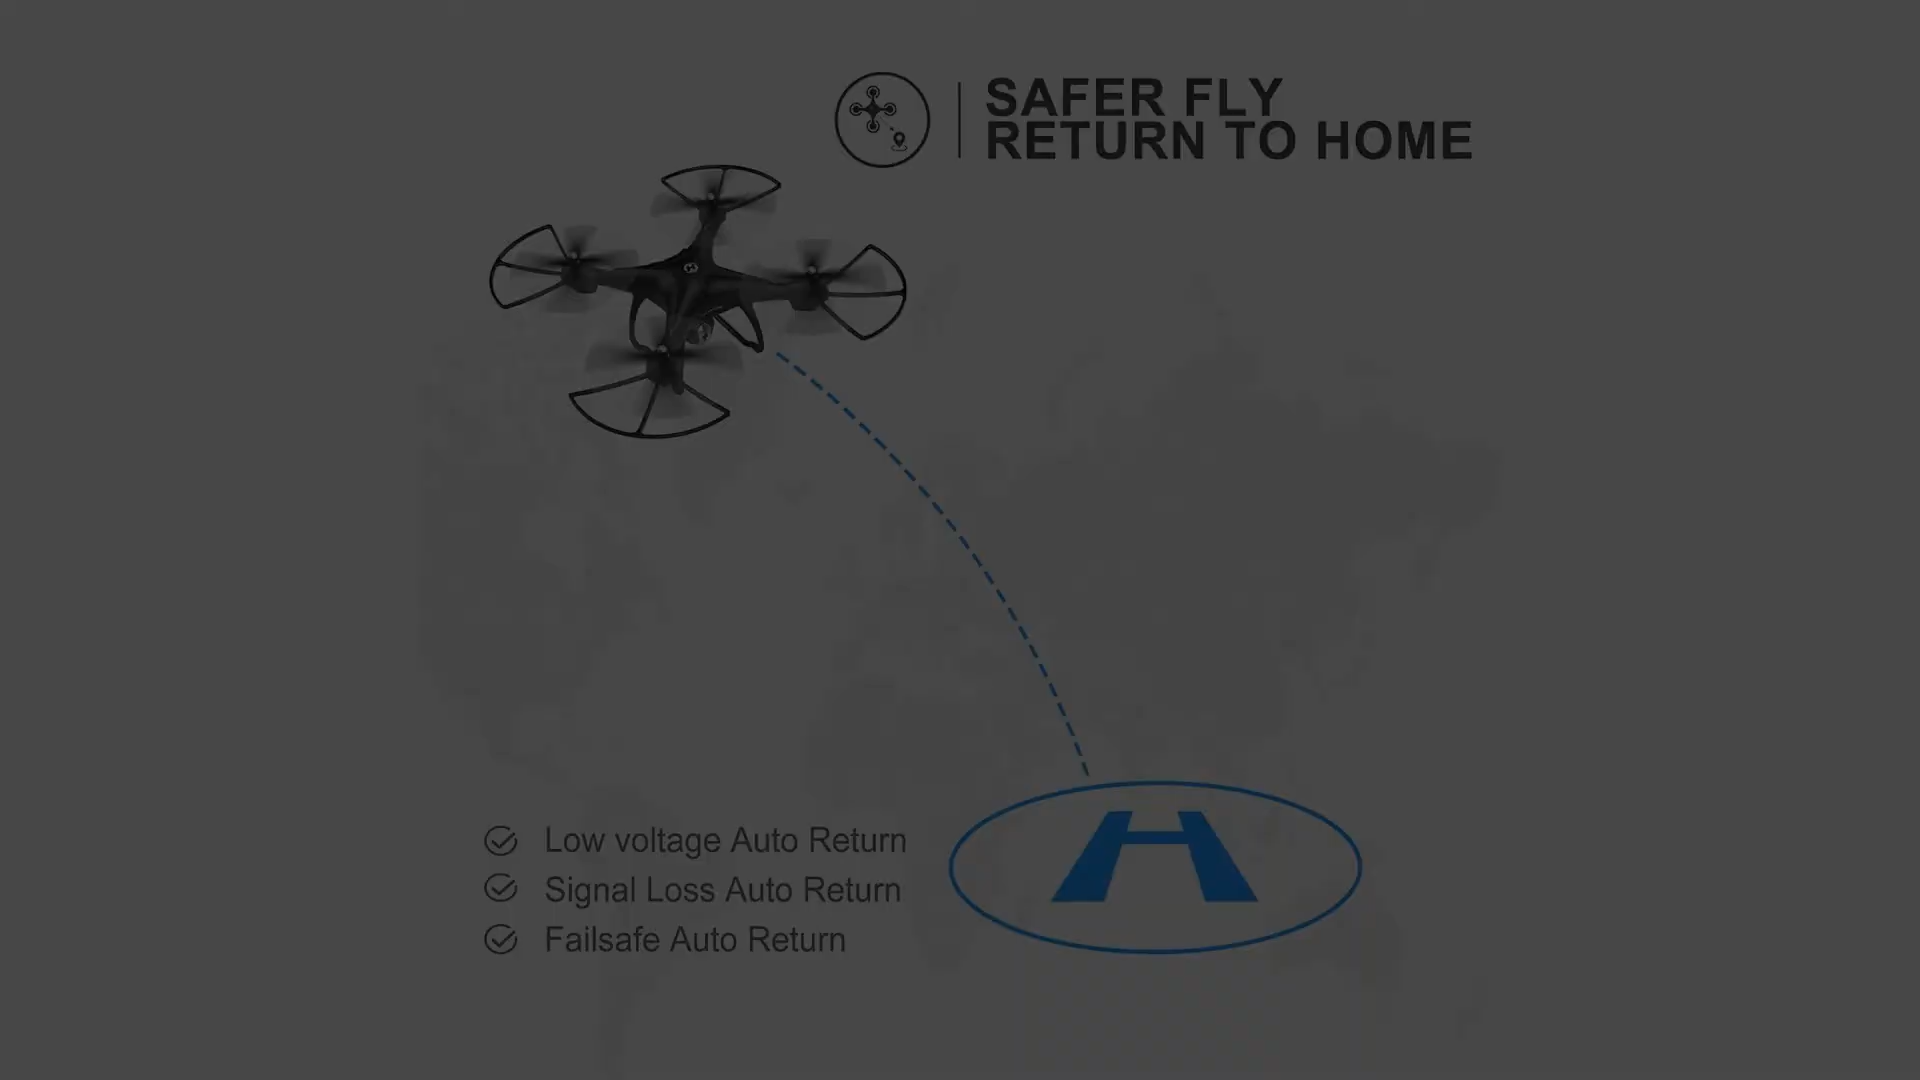 SAFER FLY
RETURN TO HOME
Low voltage Auto Return
Signal Loss Auto Return
Failsafe Auto Return
H